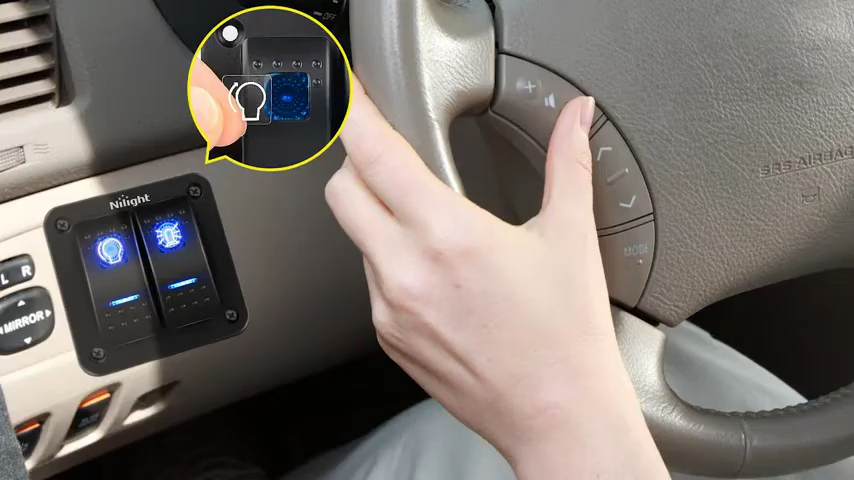 OFF
Nilight
L R
MIRROR
+
SRS AIRBAG
MODE